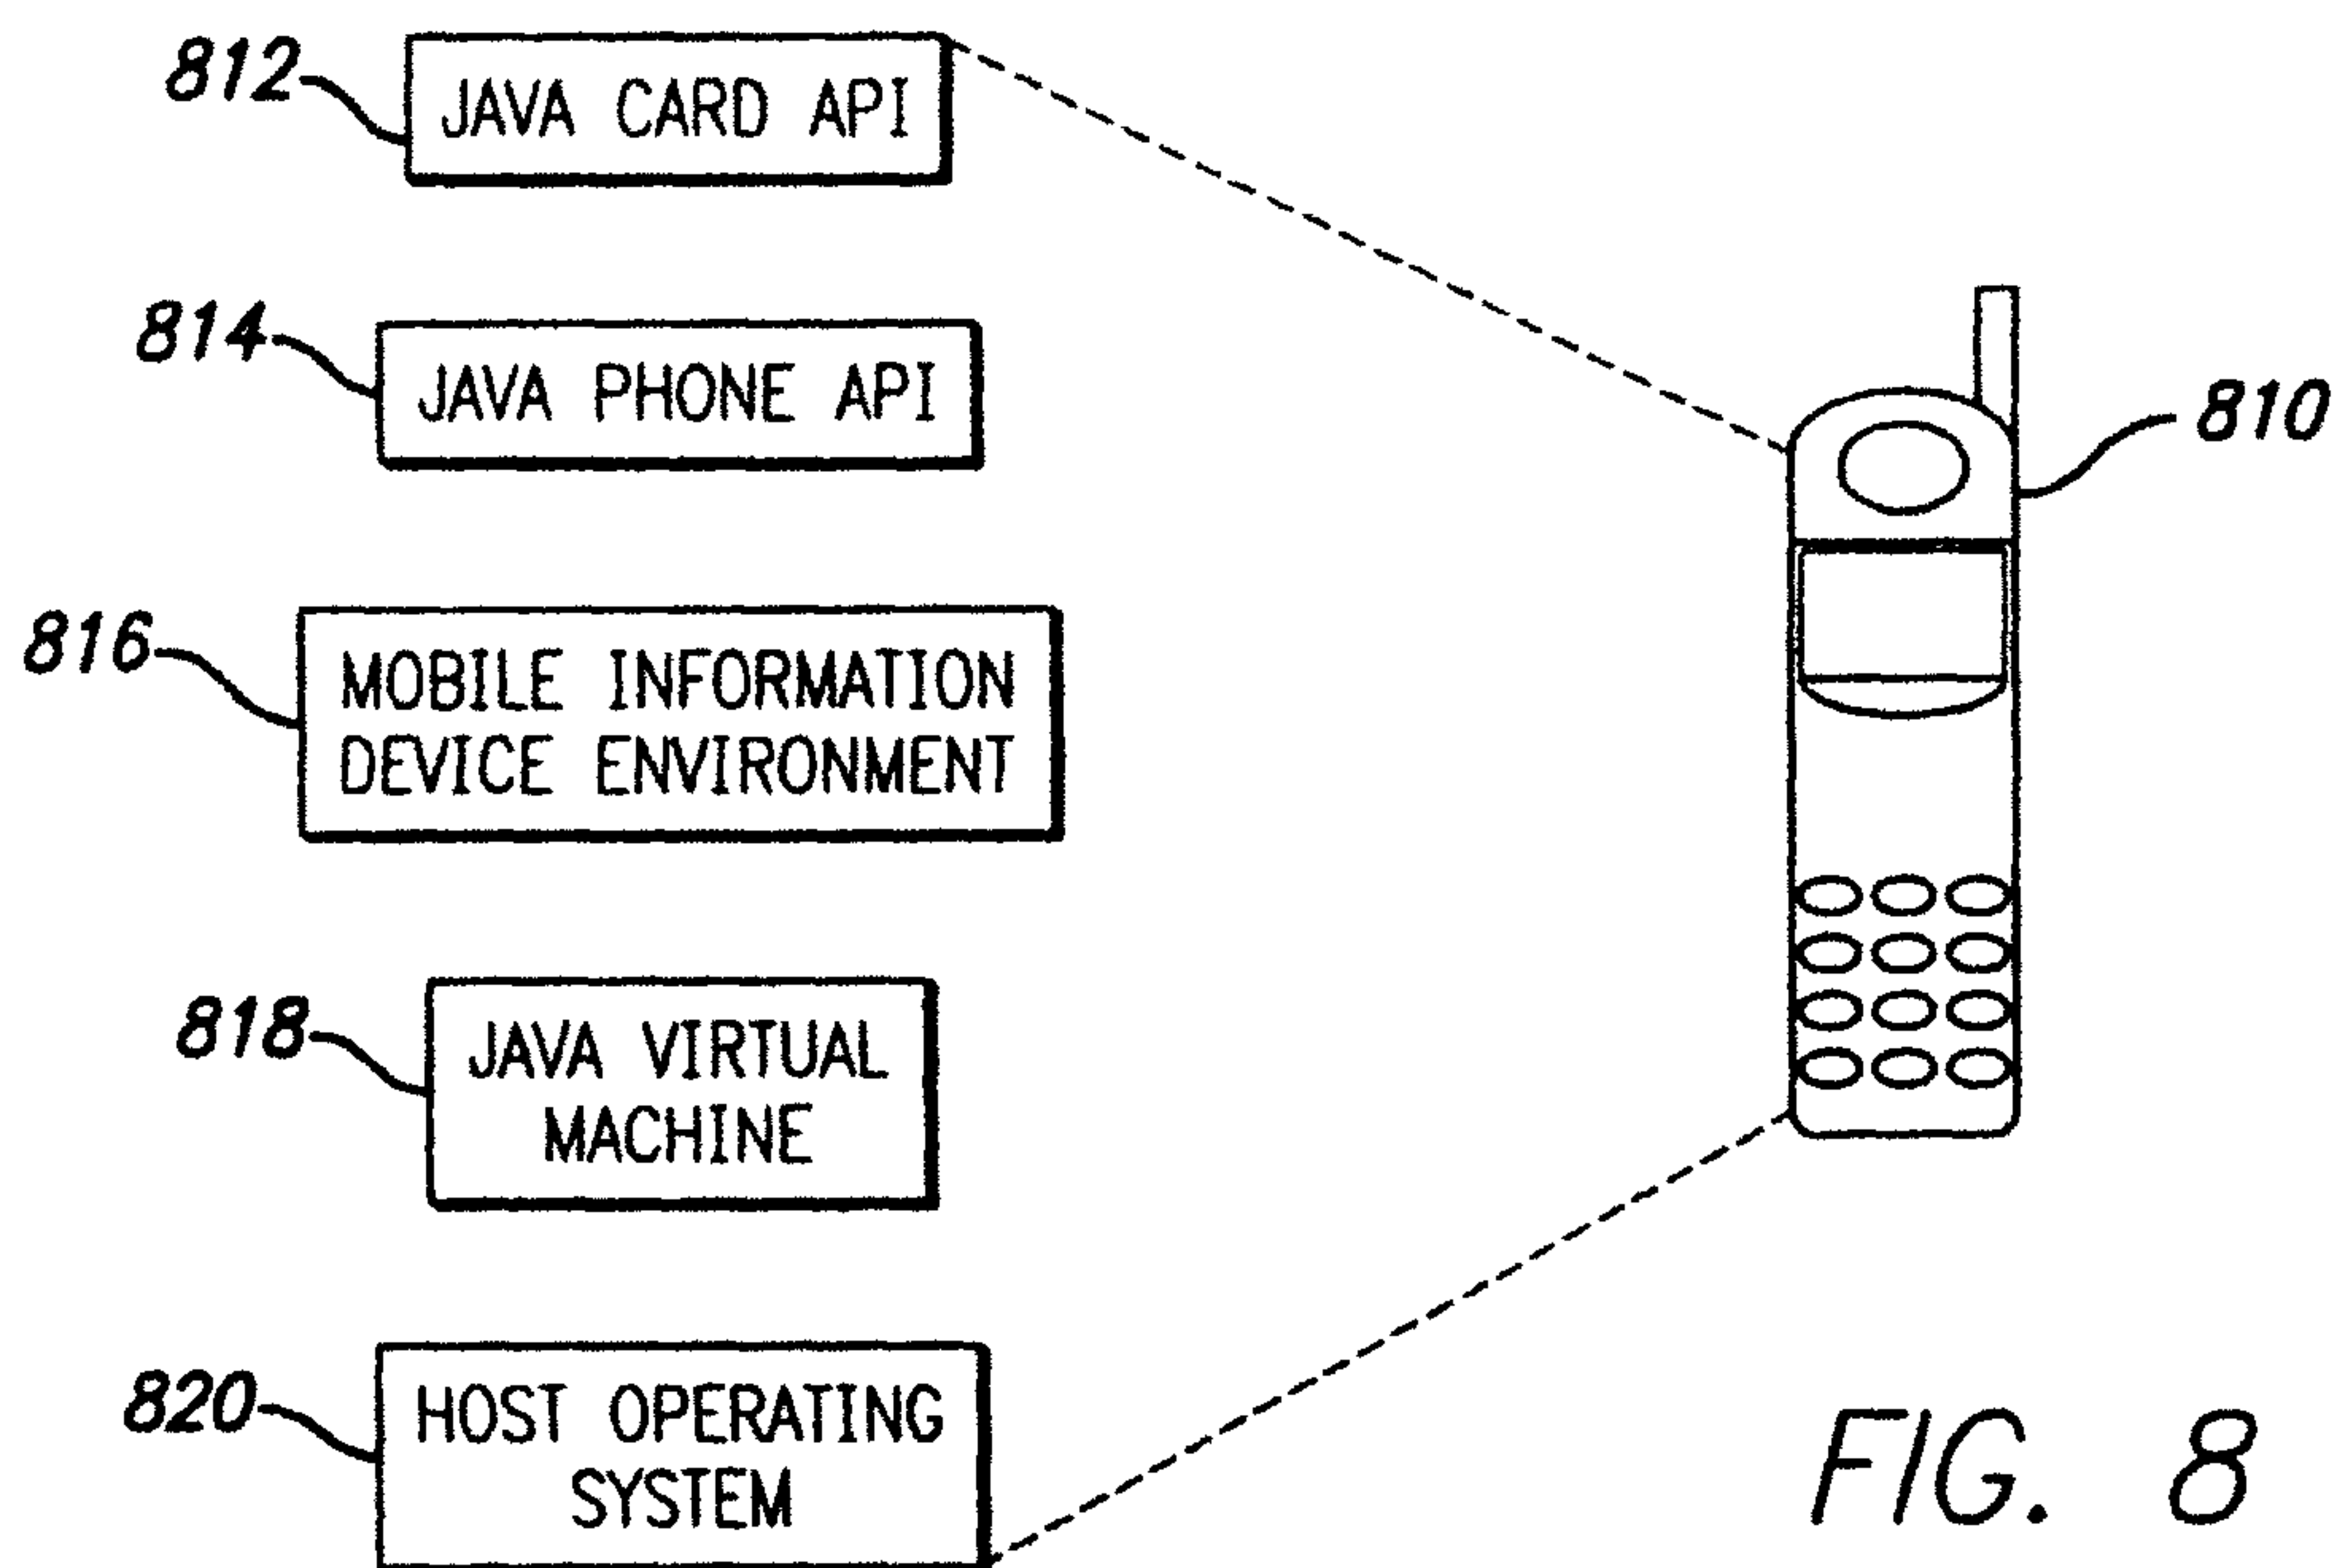 812
JAVA CARD API
814
JAVA PHONE API
810
816
MOBILE INFORMATION
DEVICE ENVIRONMENT
818
JAVA VIRTUAL
MACHINE
820
HOST OPERATING
SYSTEM
FIG. 8